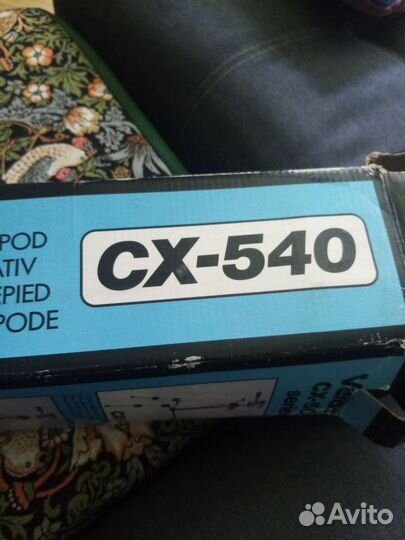 POD
ATIV
EPIED
PODE
CX-540
Avito